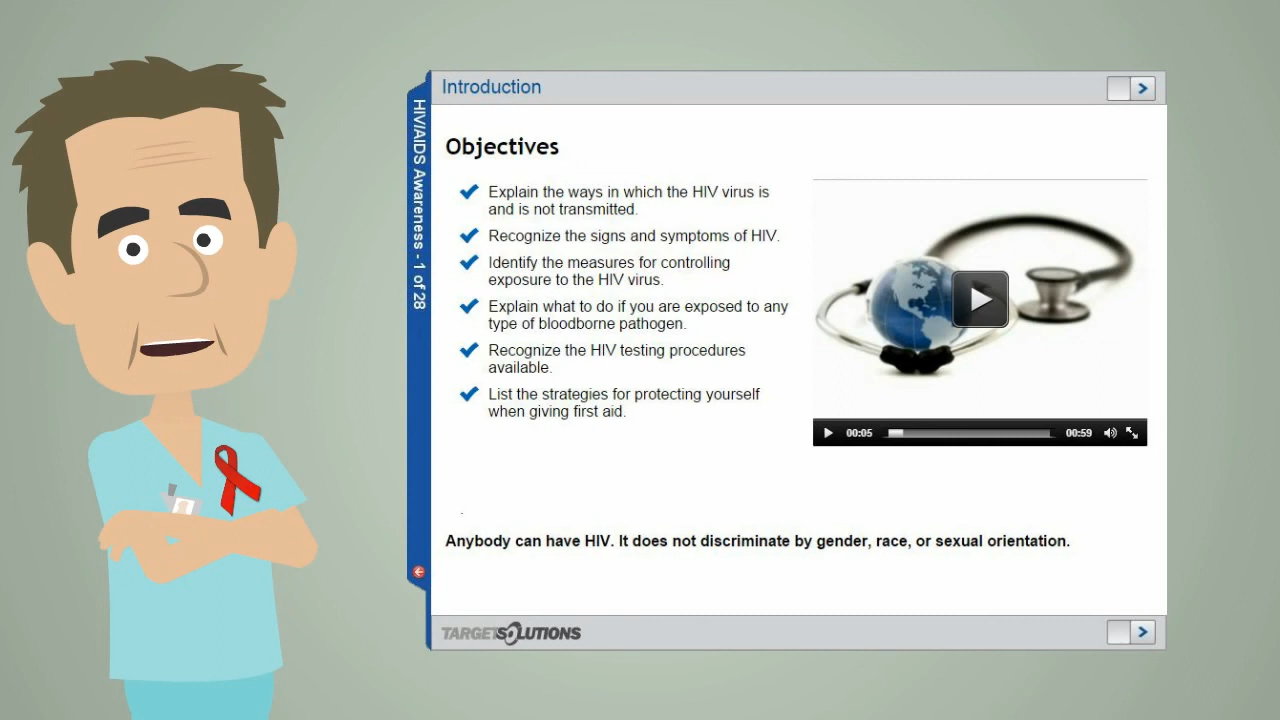 Introduction
HIV/AIDS Awareness - 1 of 28
Objectives
Explain the ways in which the HIV virus is
and is not transmitted.
Recognize the signs and symptoms of HIV.
Identify the measures for controlling
exposure to the HIV virus.
Explain what to do if you are exposed to any
type of bloodborne pathogen.
Recognize the HIV testing procedures
available.
List the strategies for protecting yourself
when giving first aid.
00:05 00:59
.
Anybody can have HIV. It does not discriminate by gender, race, or sexual orientation.
TARGETSOLUTIONS